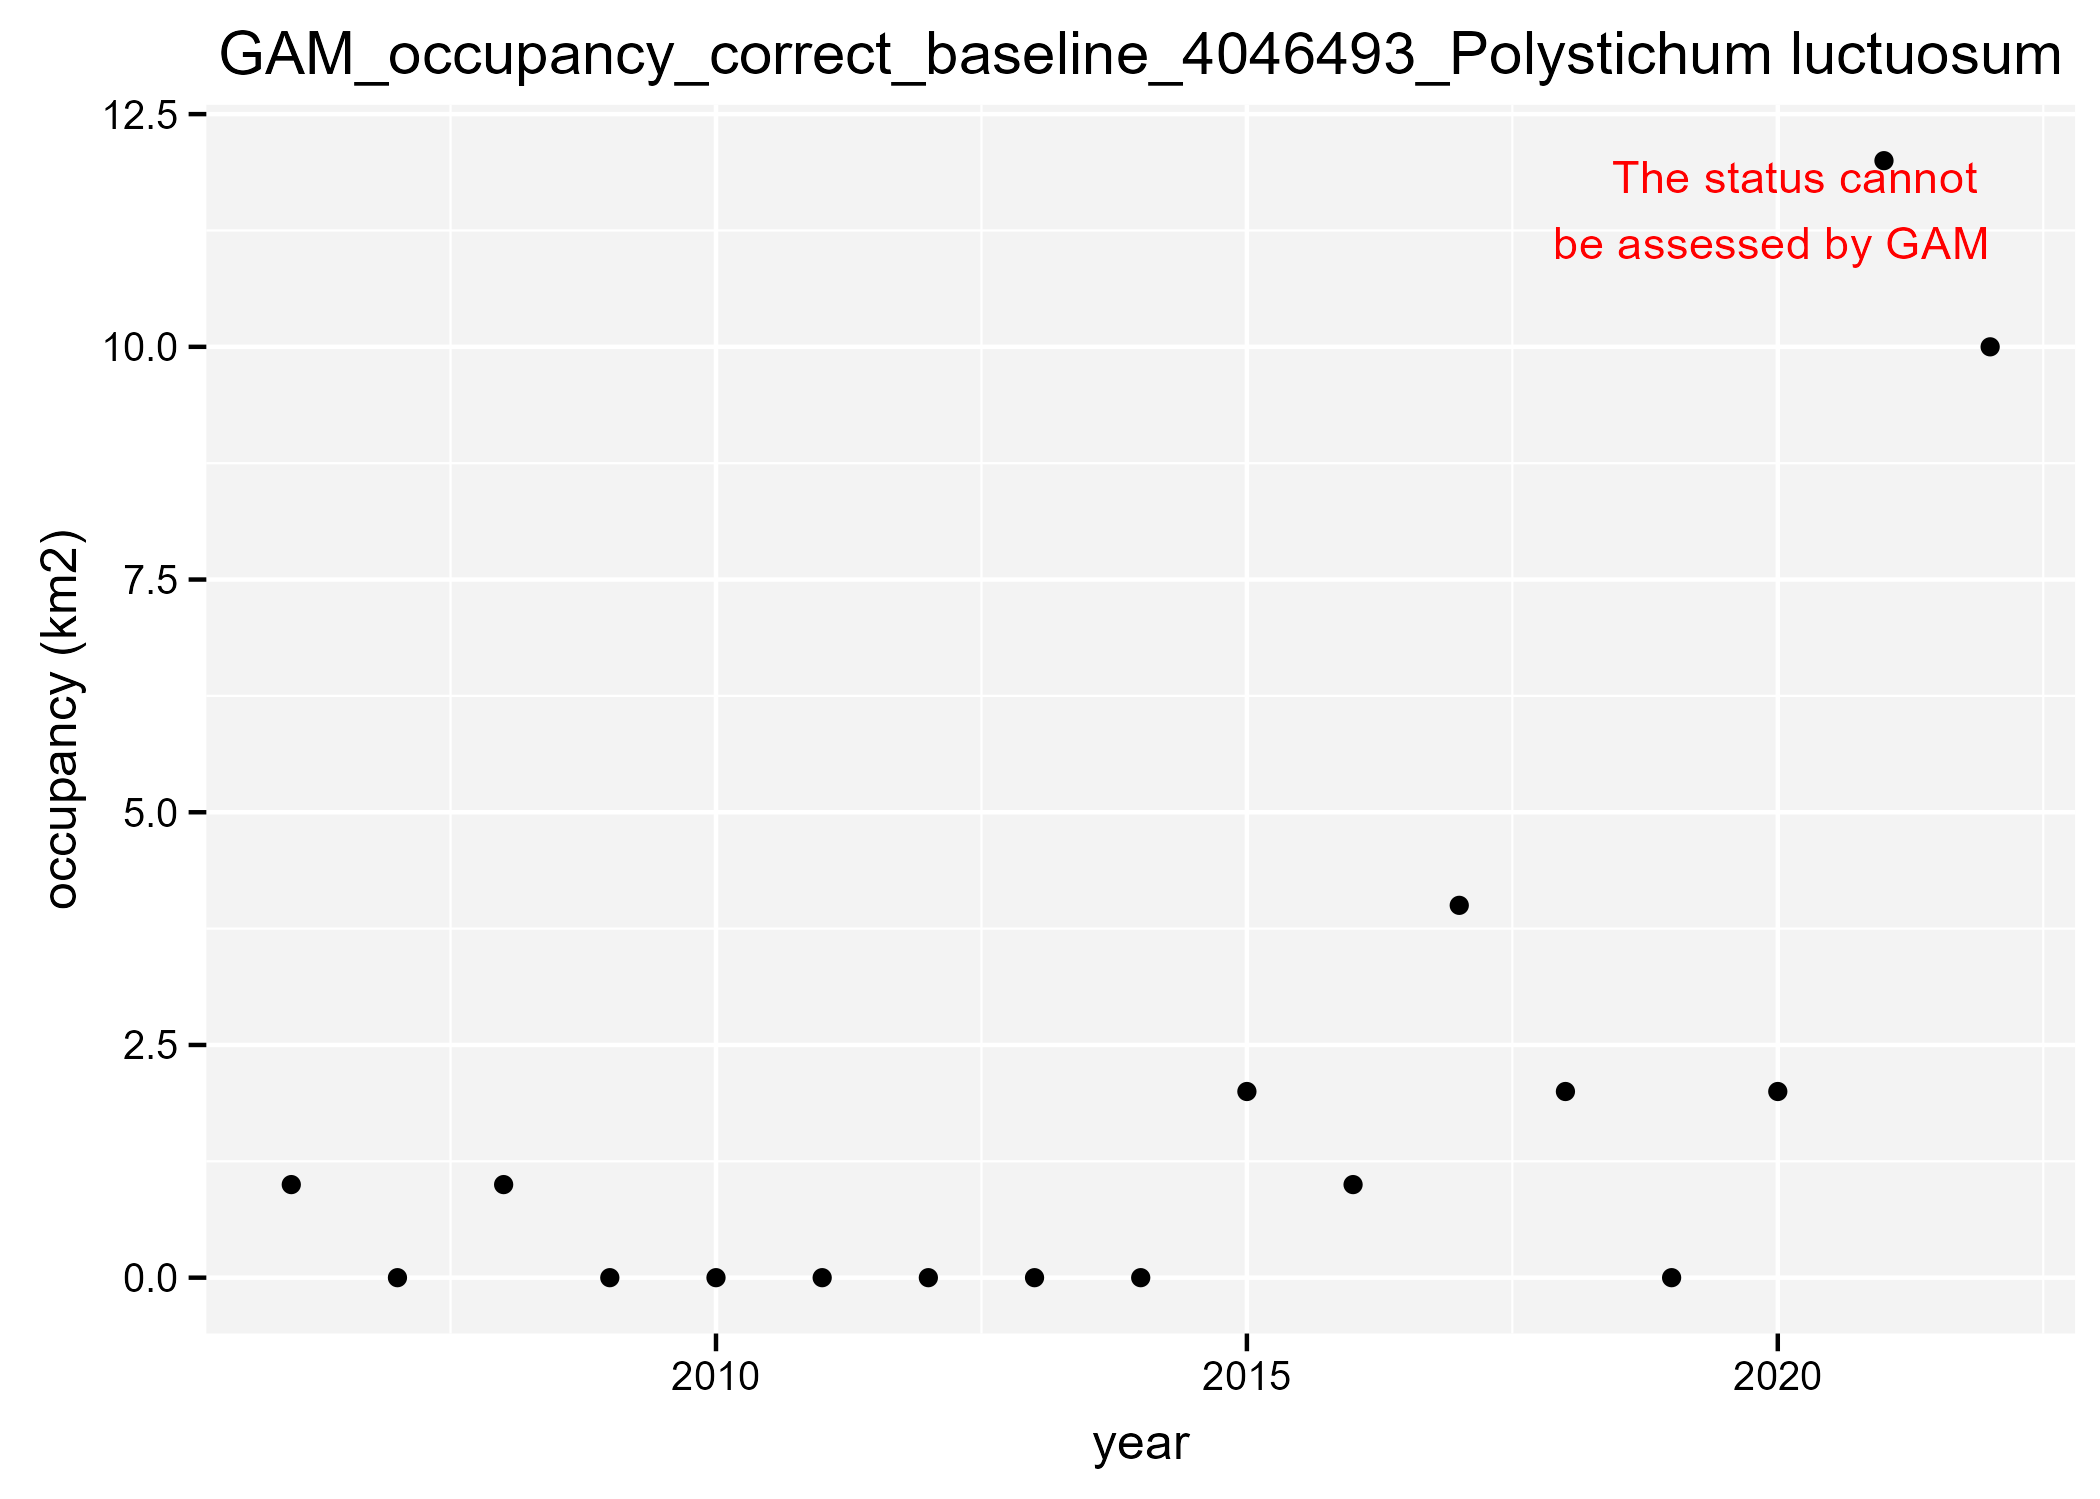 GAM_occupancy_correct_baseline_4046493_Polystichum luctuosum
12.5
The status cannot
be assessed by GAM
10.0
7.5
occupancy (km2)
5.0
2.5
0.0
2010 2015 2020
year